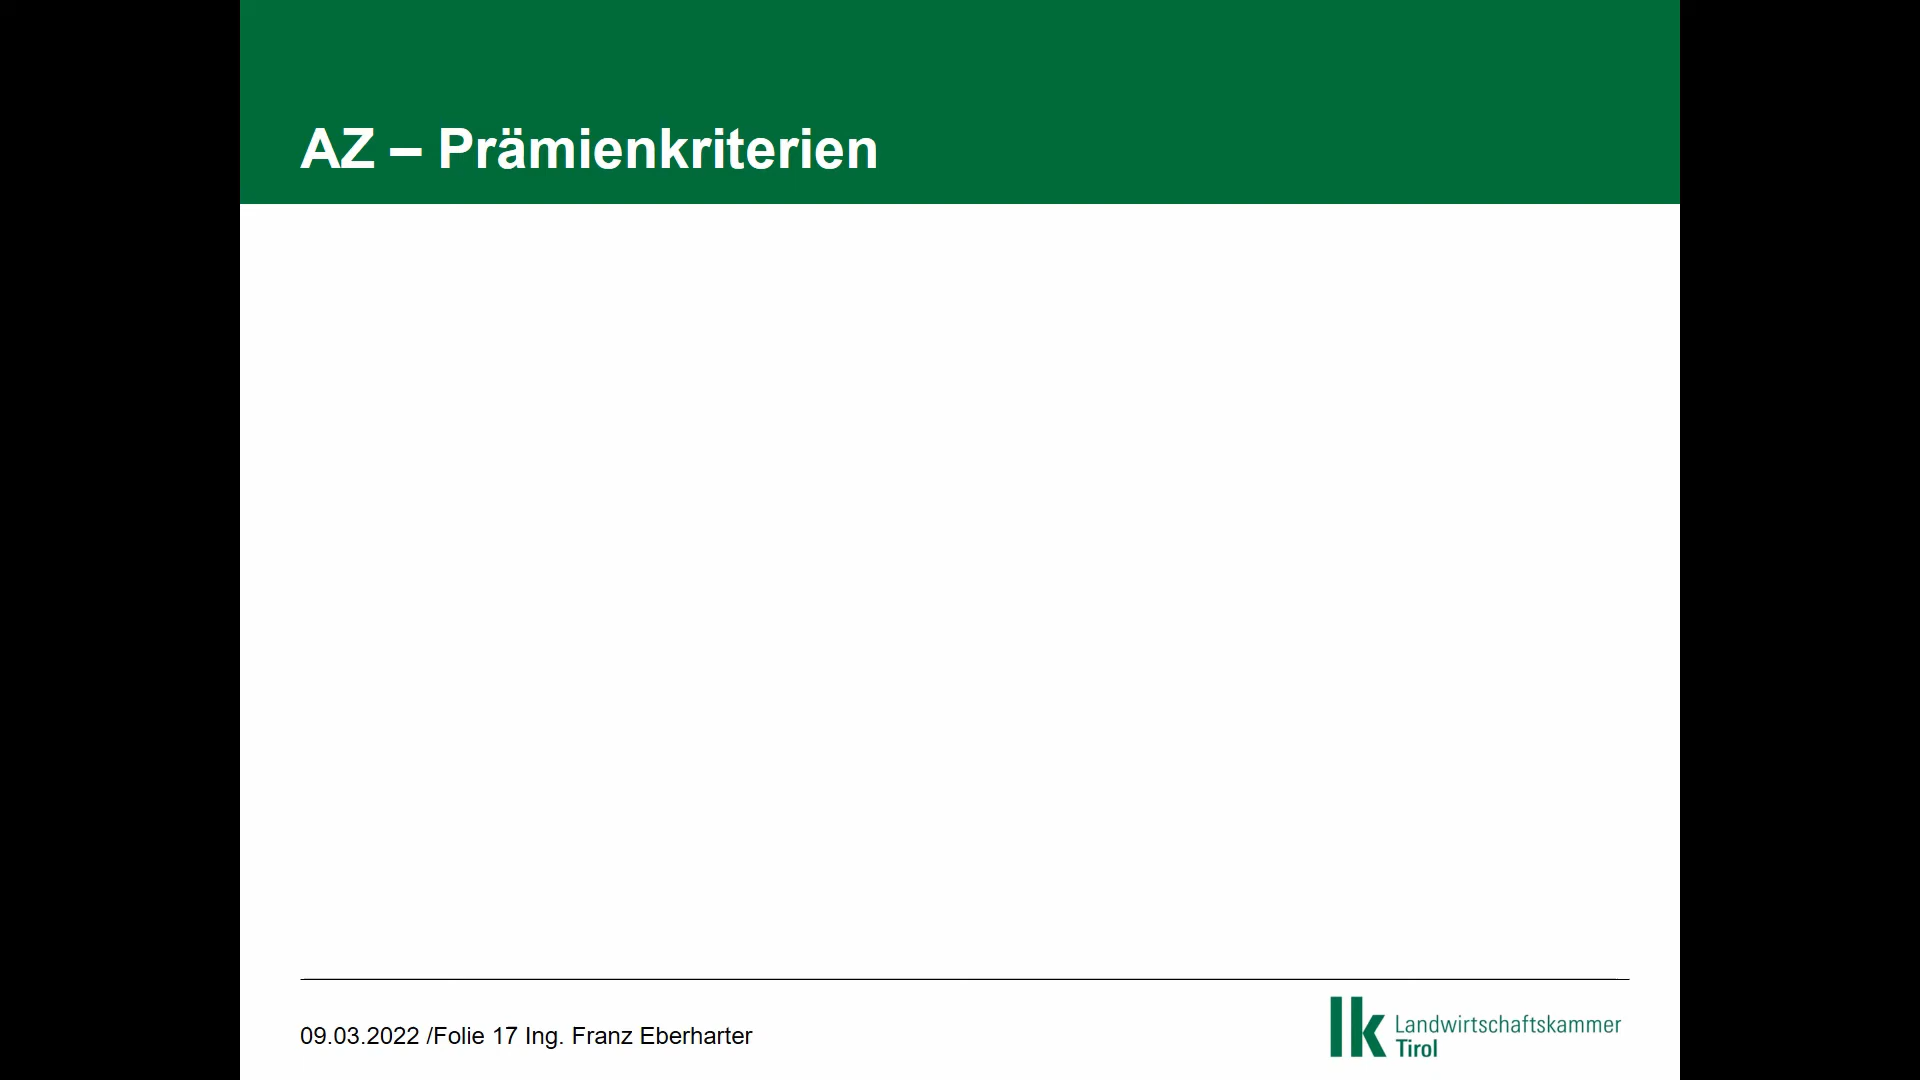 AZ – Prämienkriterien
09.03.2022 /Folie 17 Ing. Franz Eberharter
lk Landwirtschaftskammer
Tirol